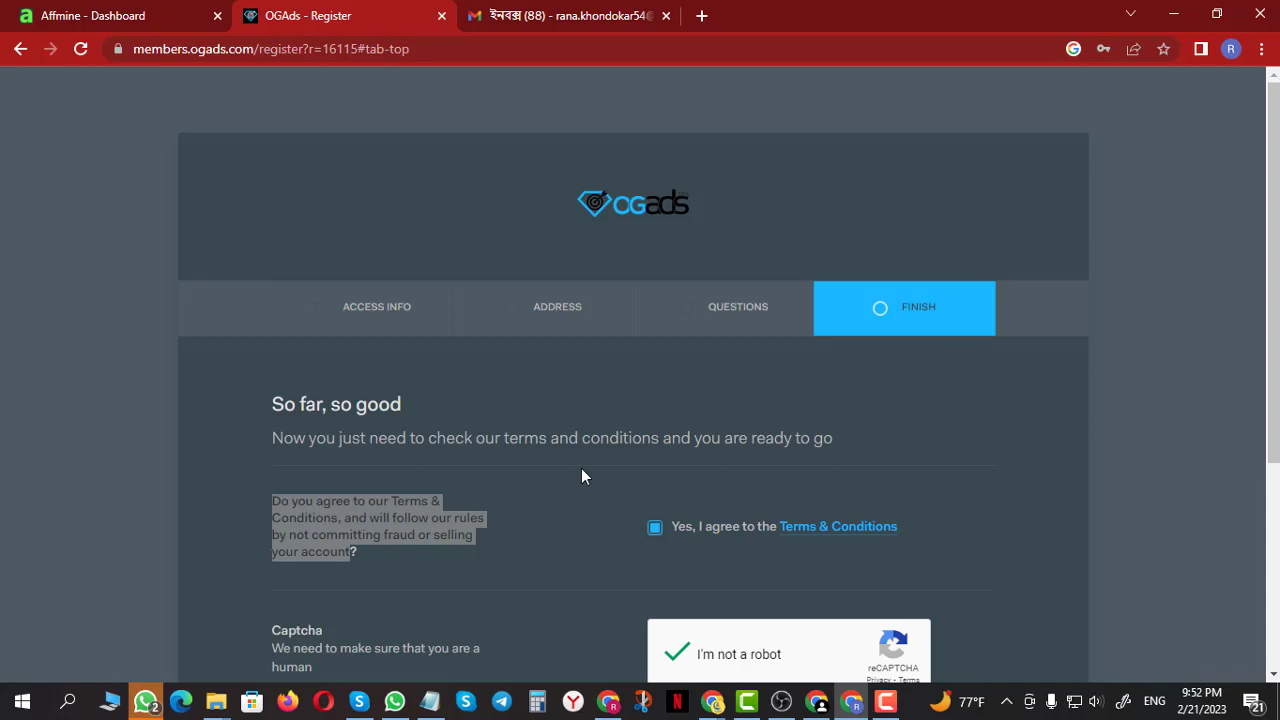 Affmine - Dashboard
OGAds - Register
ইনবক্স (88) - rana.khondokar54@
members.ogads.com/register?r=16115#tab-top
R
OGads
ACCESS INFO
ADDRESS
QUESTIONS
FINISH
So far, so good
Now you just need to check our terms and conditions and you are ready to go
Do you agree to our Terms &
Conditions, and will follow our rules
by not committing fraud or selling
your account?
Yes, I agree to the Terms & Conditions
Captcha
We need to make sure that you are a
human
I'm not a robot
reCAPTCHA
Privacy - Terms
77°F
ENG
9:52 PM
2/21/2023
21